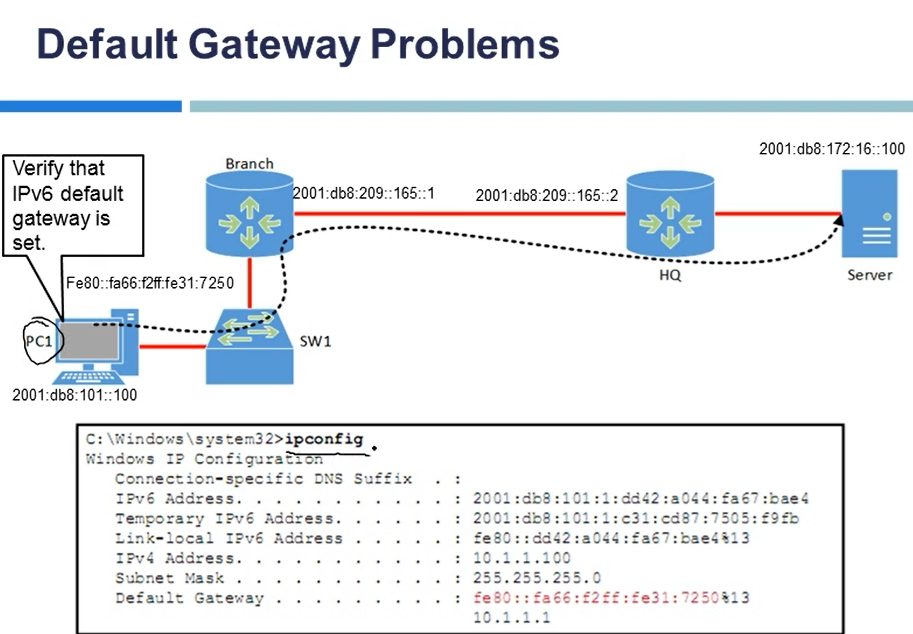 Default Gateway Problems
2001:db8:172:16::100
Verify that
IPv6 default
gateway is
set.
Branch
2001:db8:209::165::1
2001:db8:209::165::2
HQ
Server
Fe80::fa66:f2ff:fe31:7250
PC1
SW1
2001:db8:101::100
C:\Windows\system32>ipconfig
Windows IP Configuration
Connection-specific DNS Suffix . :
IPv6 Address. . . . . . . . . . . : 2001:db8:101:1:dd42:a044:fa67:bae4
Temporary IPv6 Address. . . . . . : 2001:db8:101:1:c31:cd87:7505:f9fb
Link-local IPv6 Address . . . . . : fe80::dd42:a044:fa67:bae4%13
IPv4 Address. . . . . . . . . . . : 10.1.1.100
Subnet Mask . . . . . . . . . . . : 255.255.255.0
Default Gateway . . . . . . . . . : fe80::fa66:f2ff:fe31:7250%13
10.1.1.1